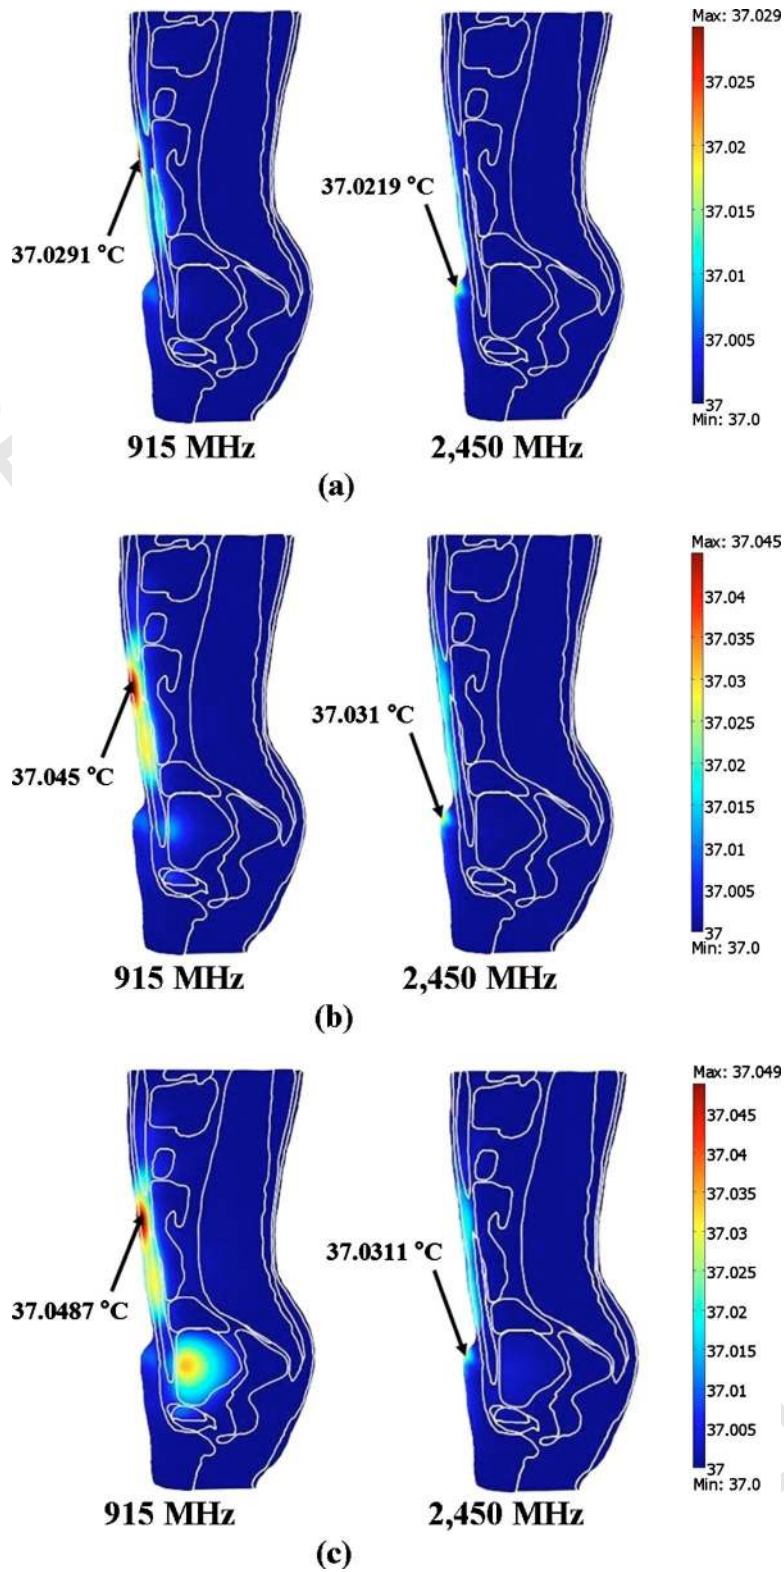 Max: 37.029
37.025
37.02
37.015
37.01
37.005
37
Min: 37.0
37.0291 °C
37.0219 °C
915 MHz
2,450 MHz
(a)
Max: 37.045
37.04
37.035
37.03
37.025
37.02
37.015
37.01
37.005
37
Min: 37.0
37.045 °C
37.031 °C
915 MHz
2,450 MHz
(b)
Max: 37.049
37.045
37.04
37.035
37.03
37.025
37.02
37.015
37.01
37.005
37
Min: 37.0
37.0487 °C
37.0311 °C
915 MHz
2,450 MHz
(c)